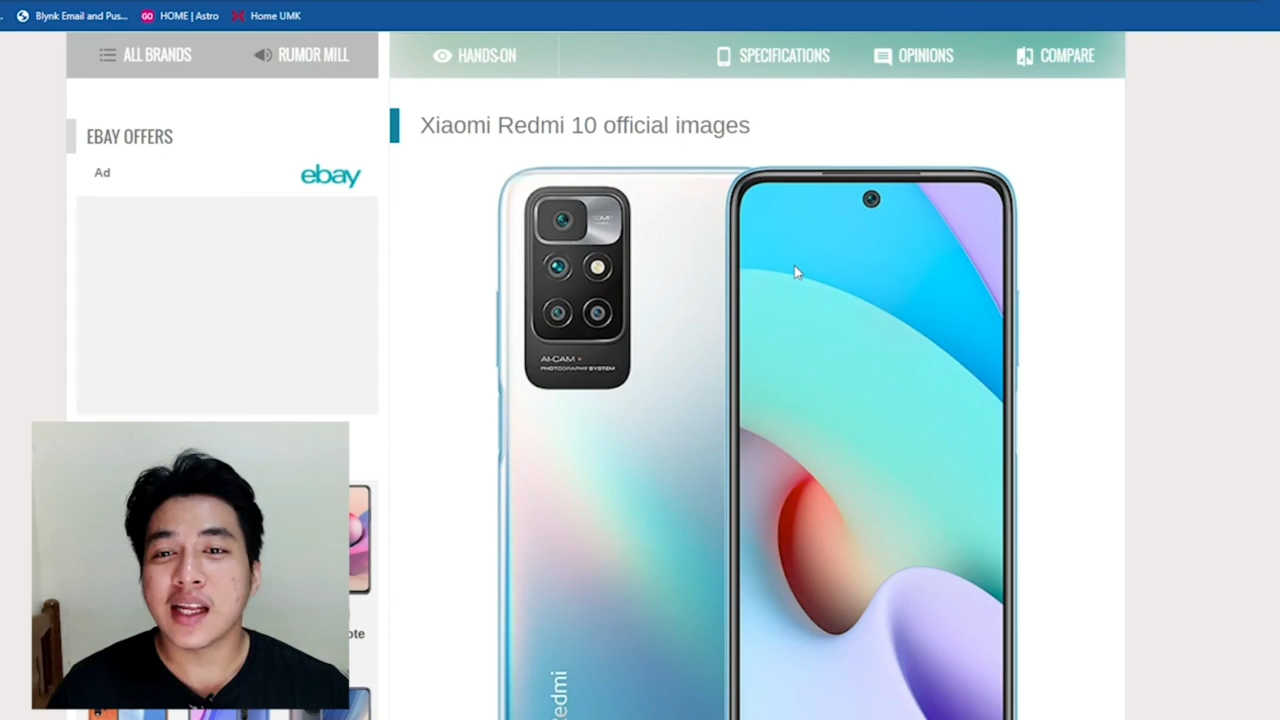 Blynk Email and Pus...
HOME | Astro
Home UMK
ALL BRANDS
RUMOR MILL
HANDS-ON
SPECIFICATIONS
OPINIONS
COMPARE
EBAY OFFERS
Ad
ebay
Xiaomi Redmi 10 official images
AI-CAM
PHOTOGRAPHY SYSTEM
Redmi